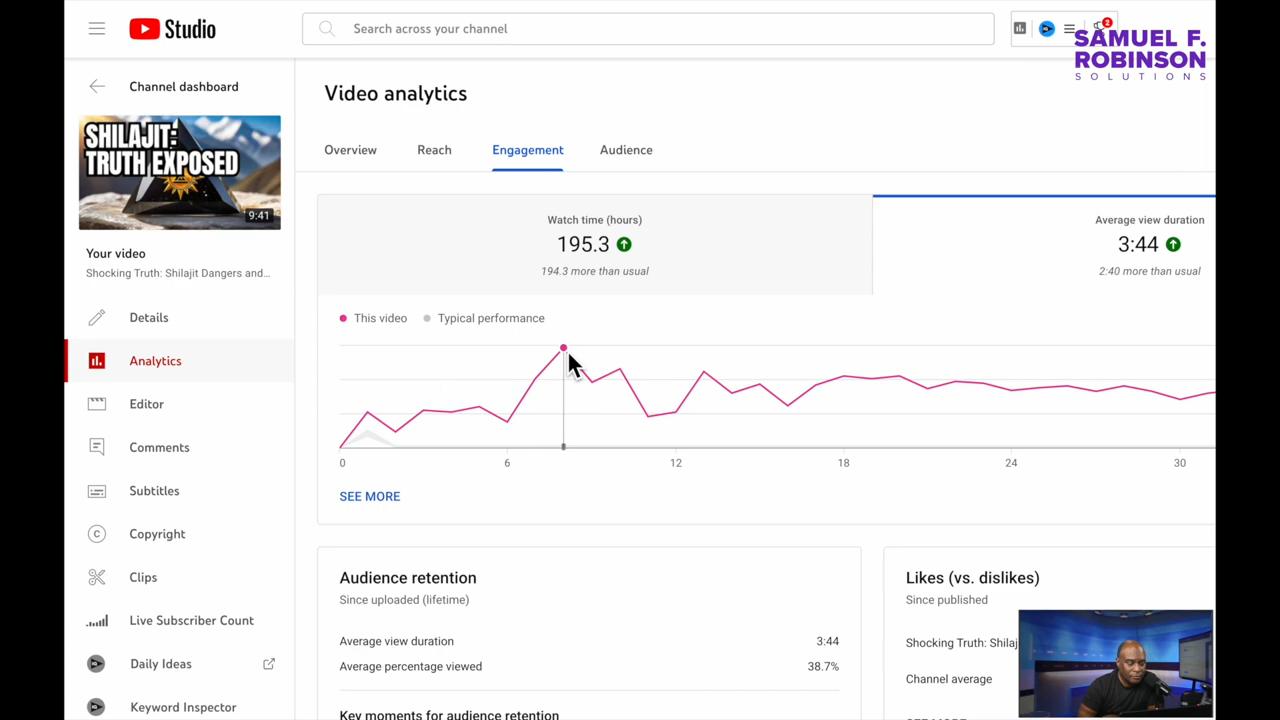 Studio
Search across your channel
2
SAMUEL F.
ROBINSON
SOLUTIONS
Channel dashboard
SHILAJIT:
TRUTH EXPOSED
9:41
Your video
Shocking Truth: Shilajit Dangers and...
Details
Analytics
Editor
Comments
Subtitles
Copyright
Clips
Live Subscriber Count
Daily Ideas
Keyword Inspector
Video analytics
Overview
Reach
Engagement
Audience
Watch time (hours)
195.3
194.3 more than usual
Average view duration
3:44
2:40 more than usual
This video
Typical performance
0
6
12
18
24
30
SEE MORE
Audience retention
Since uploaded (lifetime)
Average view duration
3:44
Average percentage viewed
38.7%
Key moments for audience retention
Likes (vs. dislikes)
Since published
Shocking Truth: Shilaj
Channel average